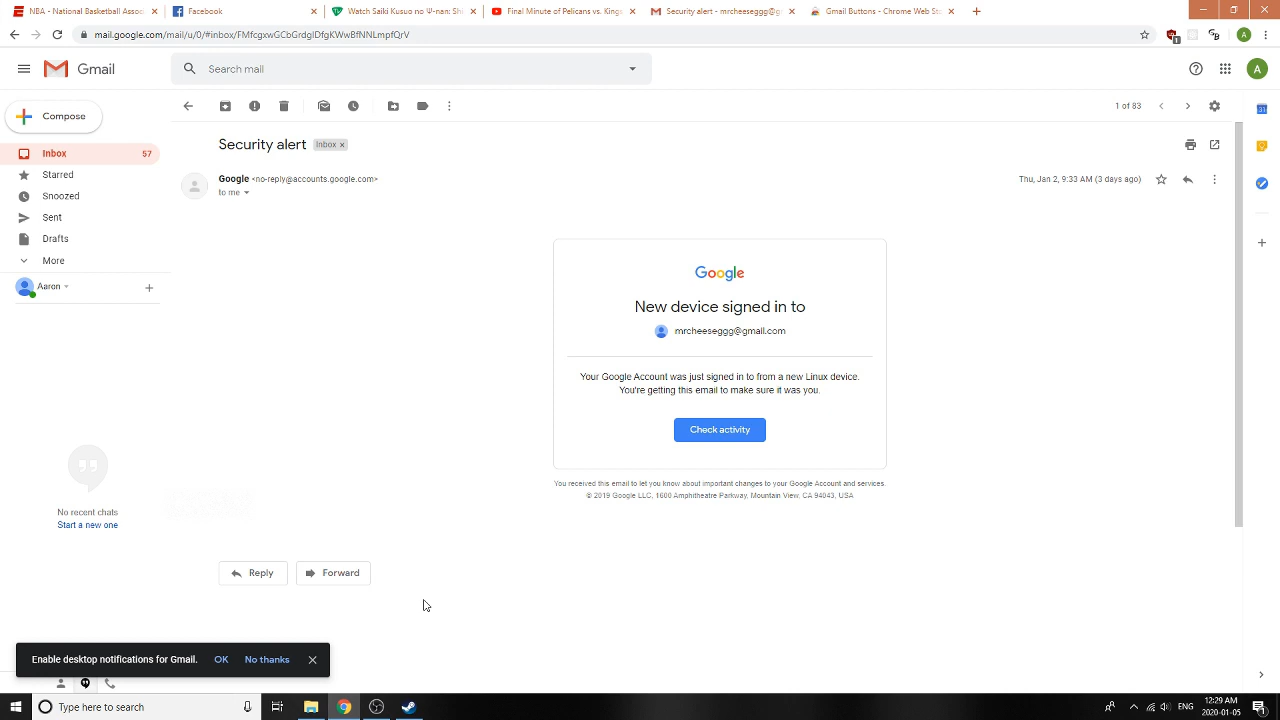 NBA - National Basketball Assoc
Facebook
Watch Saiki Kusuo no Ψ-nan: Shi
Final Minute of Pelicans vs. Kings
Security alert - mrcheeseggg@gm
Gmail Buttons - Chrome Web Sto
mail.google.com/mail/u/0/#inbox/FMfcgxwGCbGrdglDfgKWwBfNNLmpfQrV
Gmail
Search mail
A
Compose
1 of 83
Inbox 57
Starred
Snoozed
Sent
Drafts
More
Aaron
Security alert Inbox x
Google <no-reply@accounts.google.com>
to me
Thu, Jan 2, 9:33 AM (3 days ago)
Google
New device signed in to
mrcheeseggg@gmail.com
Your Google Account was just signed in to from a new Linux device.
You're getting this email to make sure it was you.
Check activity
You received this email to let you know about important changes to your Google Account and services.
© 2019 Google LLC, 1600 Amphitheatre Parkway, Mountain View, CA 94043, USA
No recent chats
Start a new one
Reply
Forward
Enable desktop notifications for Gmail. OK No thanks
Type here to search
ENG
12:29 AM
2020-01-05